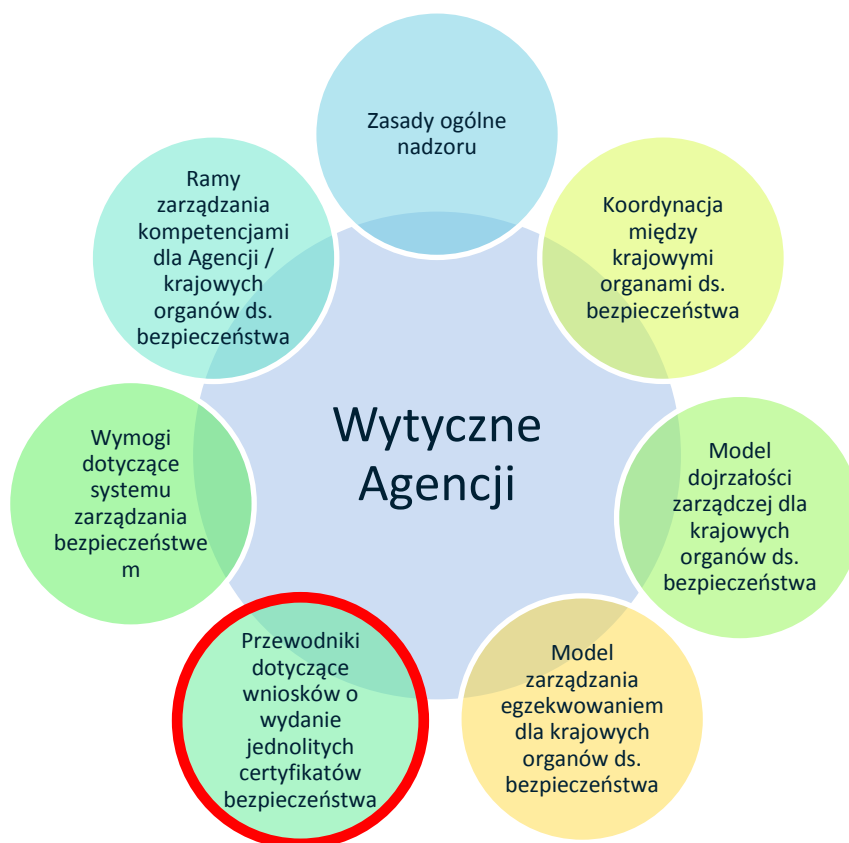 Zasady ogólne
nadzoru
Ramy
zarządzania
kompetencjami
dla Agencji /
krajowych
organów ds.
bezpieczeństwa
Koordynacja
między
krajowymi
organami ds.
bezpieczeństwa
Wytyczne
Agencji
Wymogi
dotyczące
systemu
zarządzania
bezpieczeństwe
m
Model
dojrzałości
zarządczej dla
krajowych
organów ds.
bezpieczeństwa
Przewodniki
dotyczące
wniosków o
wydanie
jednolitych
certyfikatów
bezpieczeństwa
Model
zarządzania
egzekwowaniem
dla krajowych
organów ds.
bezpieczeństwa